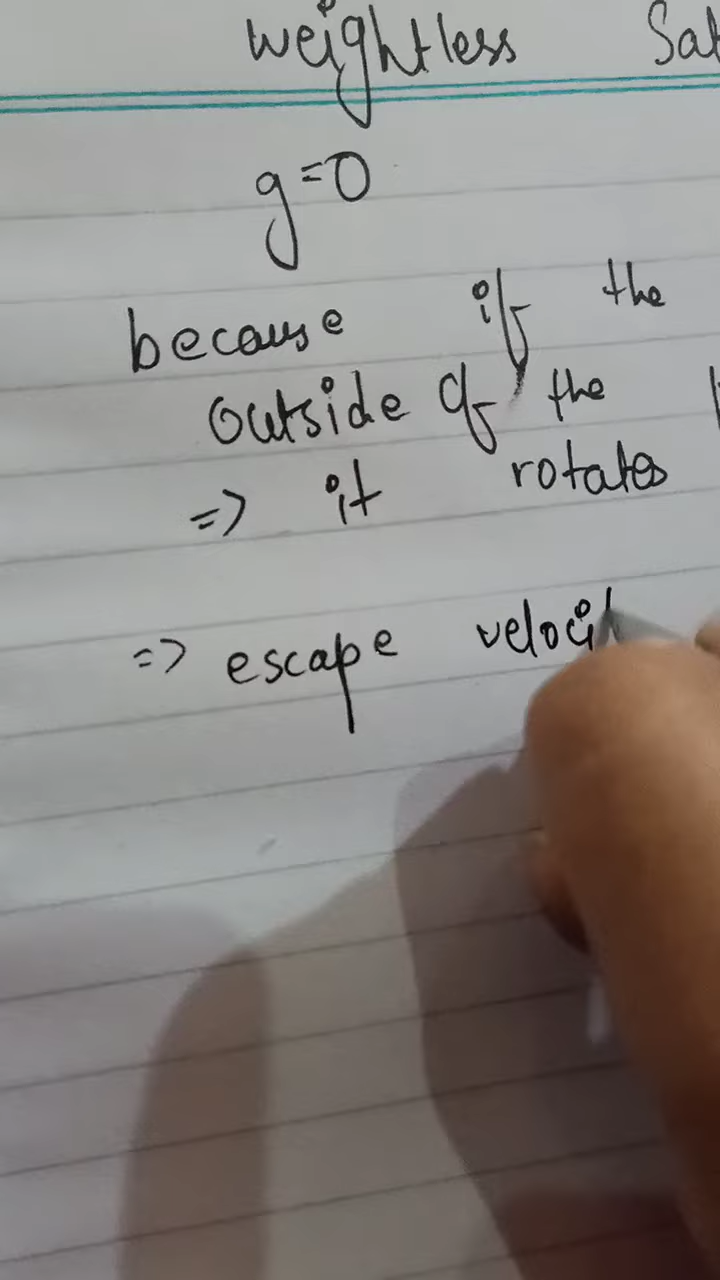 weightless Sat
g=0
because if the
outside of the
=> it rotates
=> escape veloci